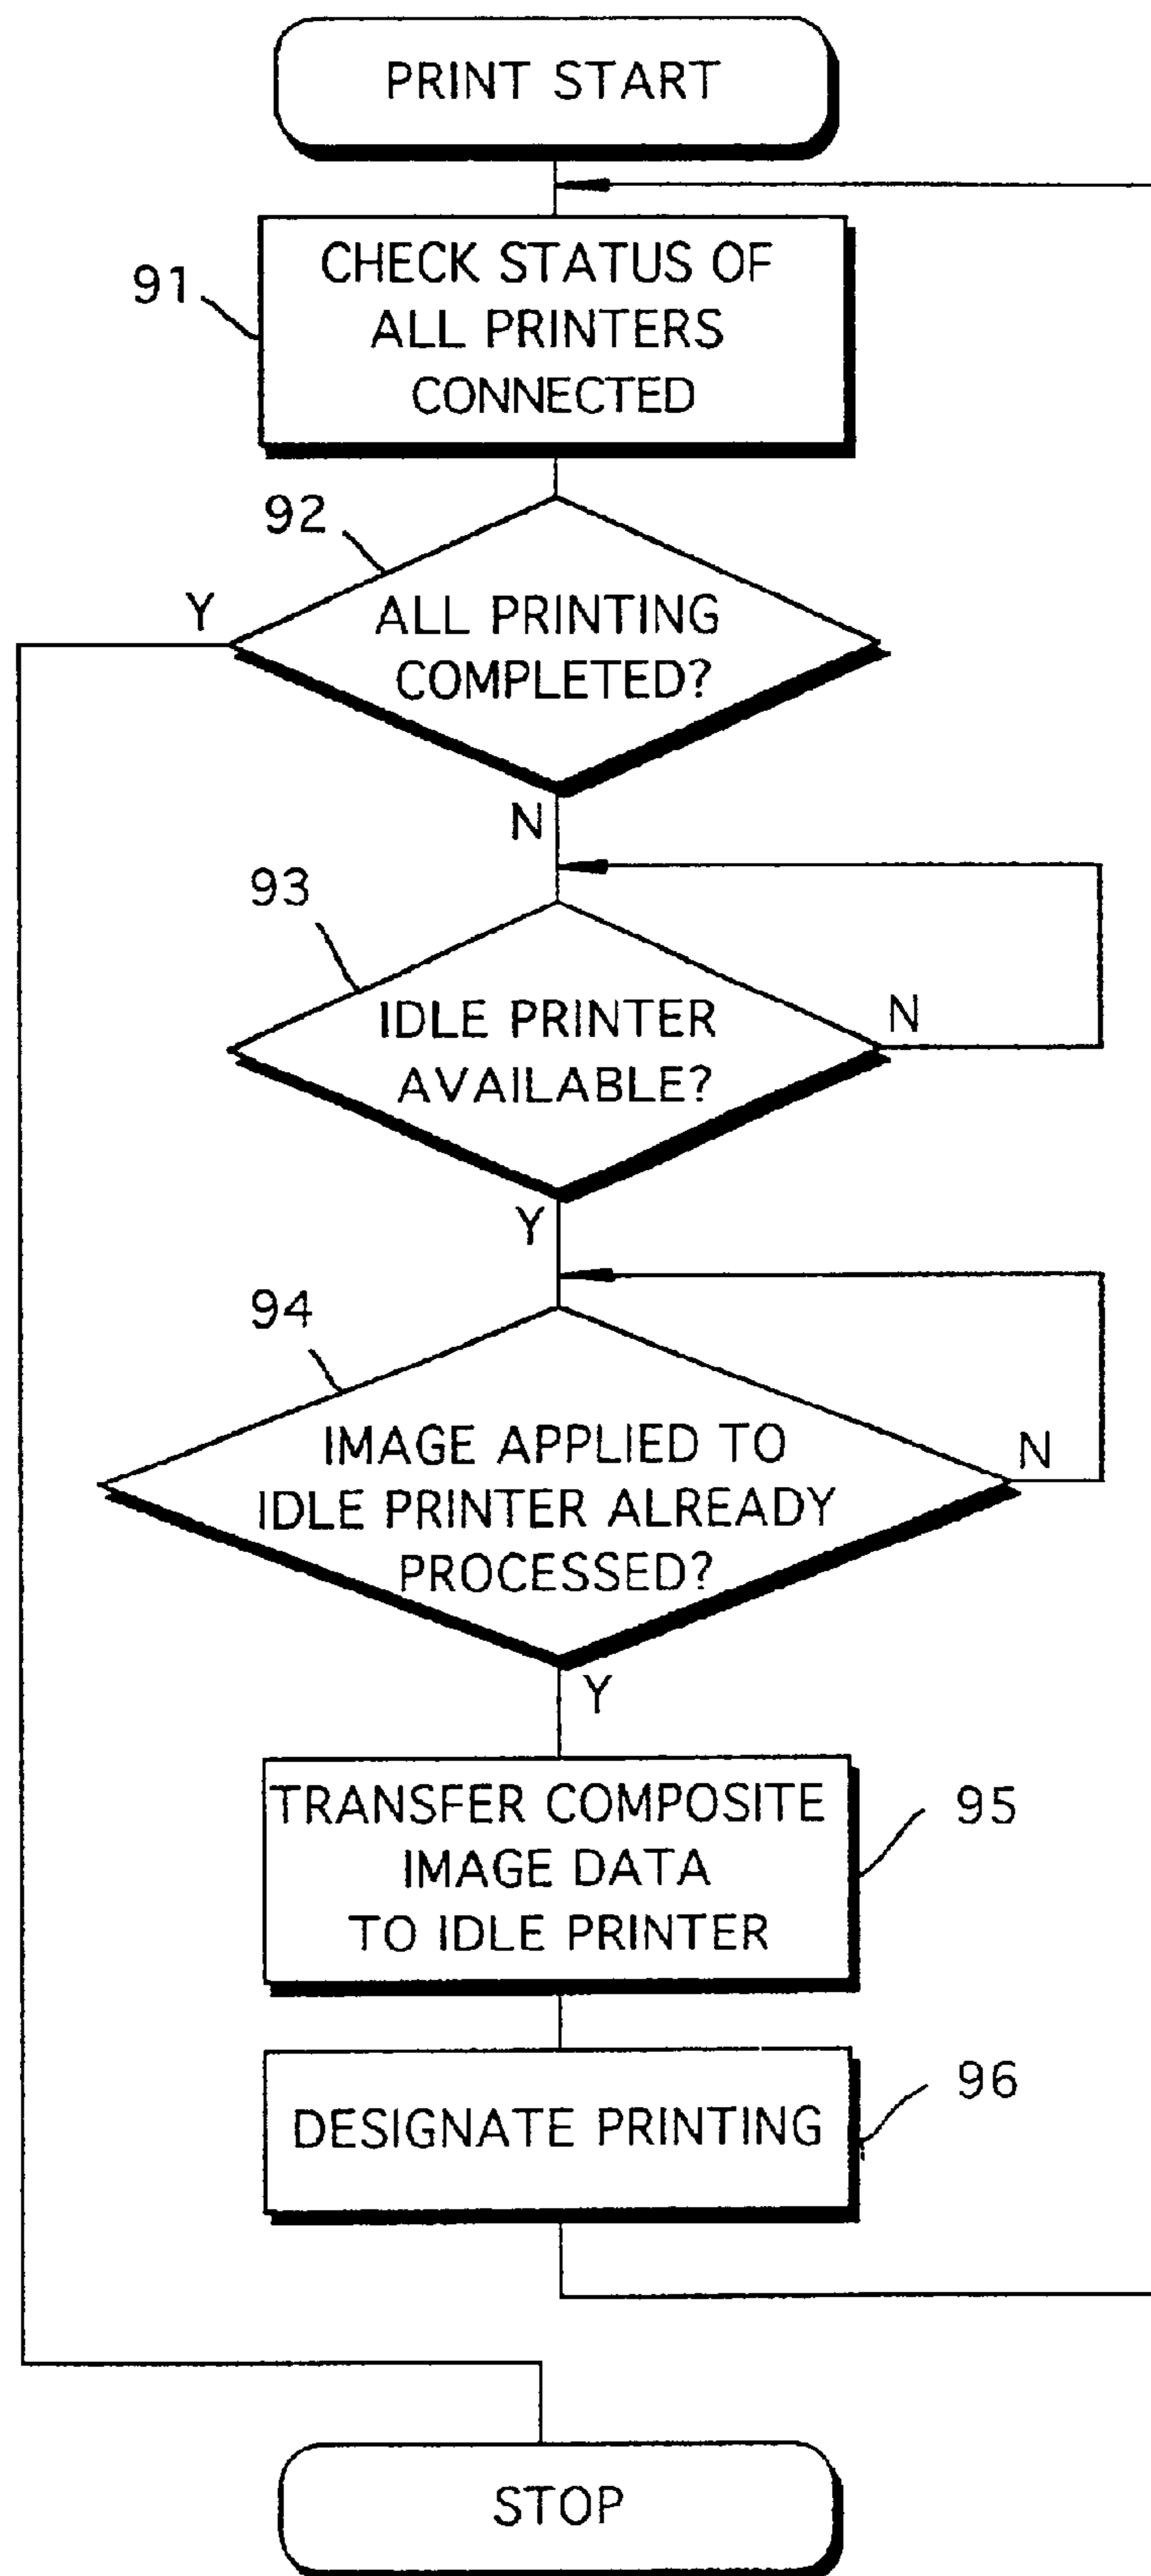 PRINT START
91
CHECK STATUS OF
ALL PRINTERS
CONNECTED
92
Y
ALL PRINTING
COMPLETED?
N
93
IDLE PRINTER
AVAILABLE?
N
Y
94
IMAGE APPLIED TO
IDLE PRINTER ALREADY
PROCESSED?
N
Y
TRANSFER COMPOSITE
IMAGE DATA
TO IDLE PRINTER
95
DESIGNATE PRINTING
96
STOP